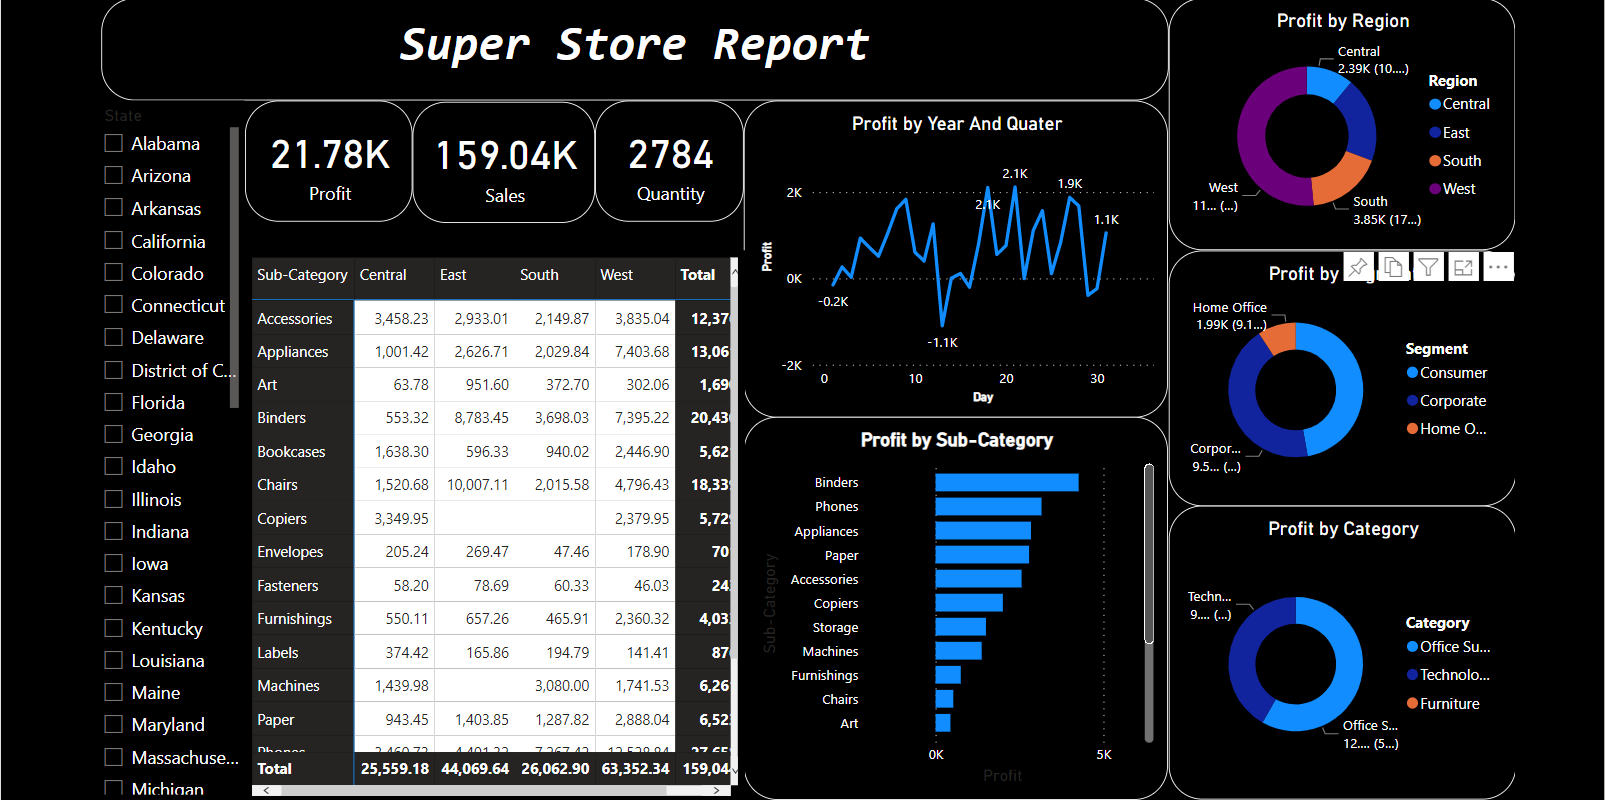 Super Store Report
State
Alabama
Arizona
Arkansas
California
Colorado
Connecticut
Delaware
District of C...
Florida
Georgia
Idaho
Illinois
Indiana
Iowa
Kansas
Kentucky
Louisiana
Maine
Maryland
Massachuse...
Michigan
21.78K
Profit
159.04K
Sales
2784
Quantity
Sub-Category Central East South West Total
Accessories 3,458.23 2,933.01 2,149.87 3,835.04 12,37
Appliances 1,001.42 2,626.71 2,029.84 7,403.68 13,06
Art 63.78 951.60 372.70 302.06 1,69
Binders 553.32 8,783.45 3,698.03 7,395.22 20,43
Bookcases 1,638.30 596.33 940.02 2,446.90 5,62
Chairs 1,520.68 10,007.11 2,015.58 4,796.43 18,33
Copiers 3,349.95 2,379.95 5,72
Envelopes 205.24 269.47 47.46 178.90 70
Fasteners 58.20 78.69 60.33 46.03 24
Furnishings 550.11 657.26 465.91 2,360.32 4,03
Labels 374.42 165.86 194.79 141.41 87
Machines 1,439.98 3,080.00 1,741.53 6,26
Paper 943.45 1,403.85 1,287.82 2,888.04 6,52
Phones
Total 25,559.18 44,069.64 26,062.90 63,352.34 159,04
Profit by Year And Quater
Profit
2K
0K
-2K
-0.2K
-1.1K
2.1K
2.1K
1.9K
1.1K
0 10 20 30
Day
Profit by Sub-Category
Sub-Category
Binders
Phones
Appliances
Paper
Accessories
Copiers
Storage
Machines
Furnishings
Chairs
Art
0K 5K
Profit
Profit by Region
Central
2.39K (10....)
West
11... (...)
South
3.85K (17...)
Region
Central
East
South
West
Profit by
Home Office
1.99K (9.1...)
Corpor...
9.5... (...)
Segment
Consumer
Corporate
Home O...
Profit by Category
Techn...
9.... (...)
Office S...
12.... (5...)
Category
Office Su...
Technolo...
Furniture